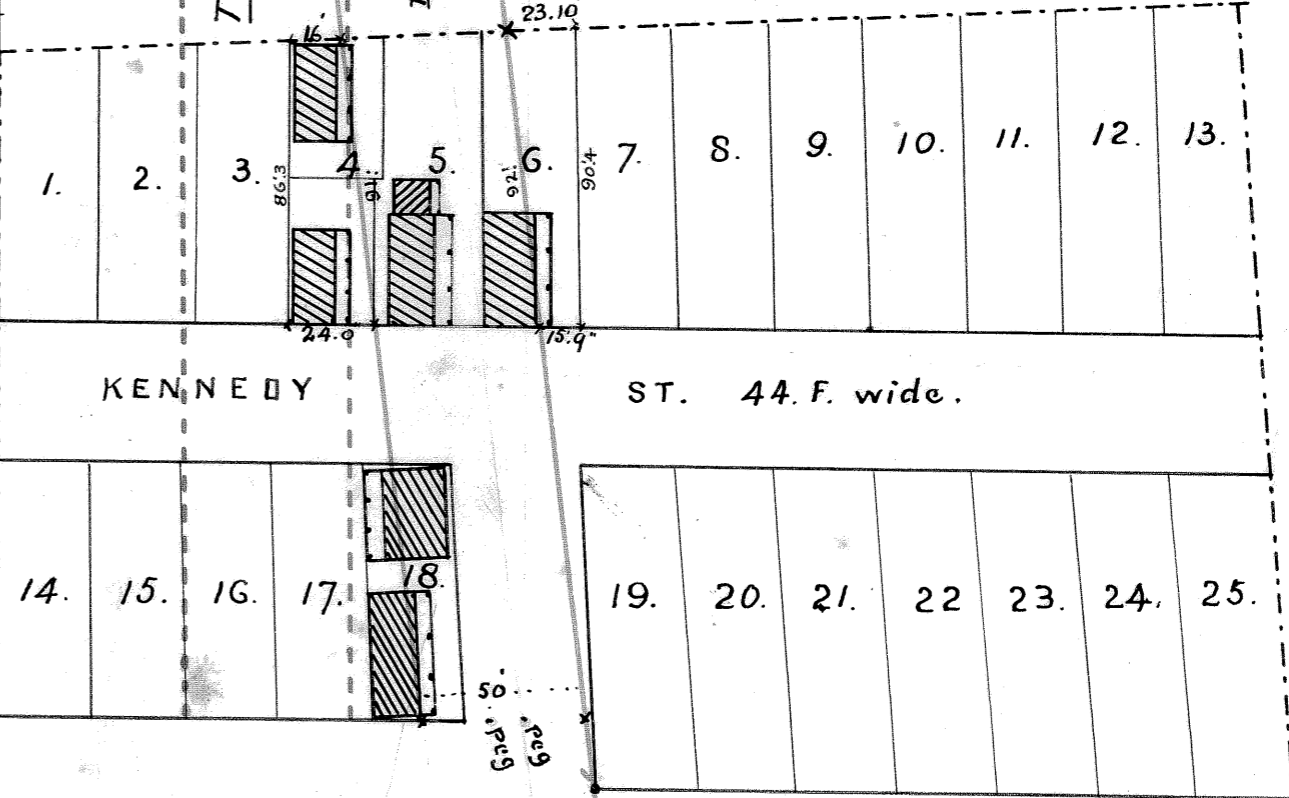 16'
23.10
1. 2. 3. 4. 5. 6. 7. 8. 9. 10. 11. 12. 13.
86'.3
91'.
92'.
90'.4
24.0
15'.9"
KENNEDY ST. 44. F. wide.
14. 15. 16. 17. 18. 19. 20. 21. 22 23. 24. 25.
50'
peg
peg